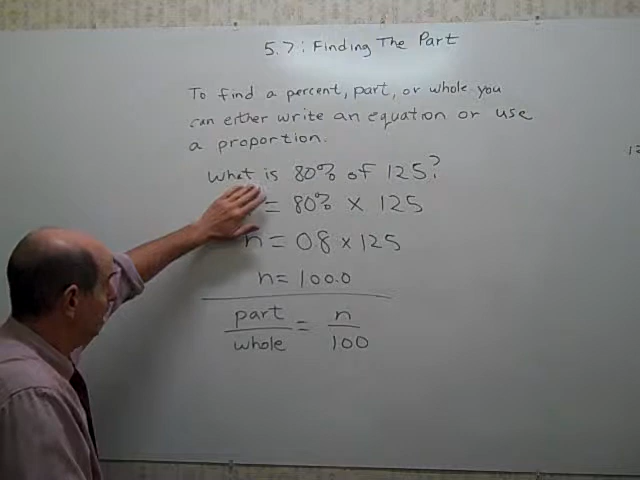 5.7: Finding The Part
To find a percent, part, or whole you
can either write an equation or use
a proportion.
What is 80% of 125?
= 80% × 125
n = 0.8 × 125
n = 100.0
part/whole = n/100
12